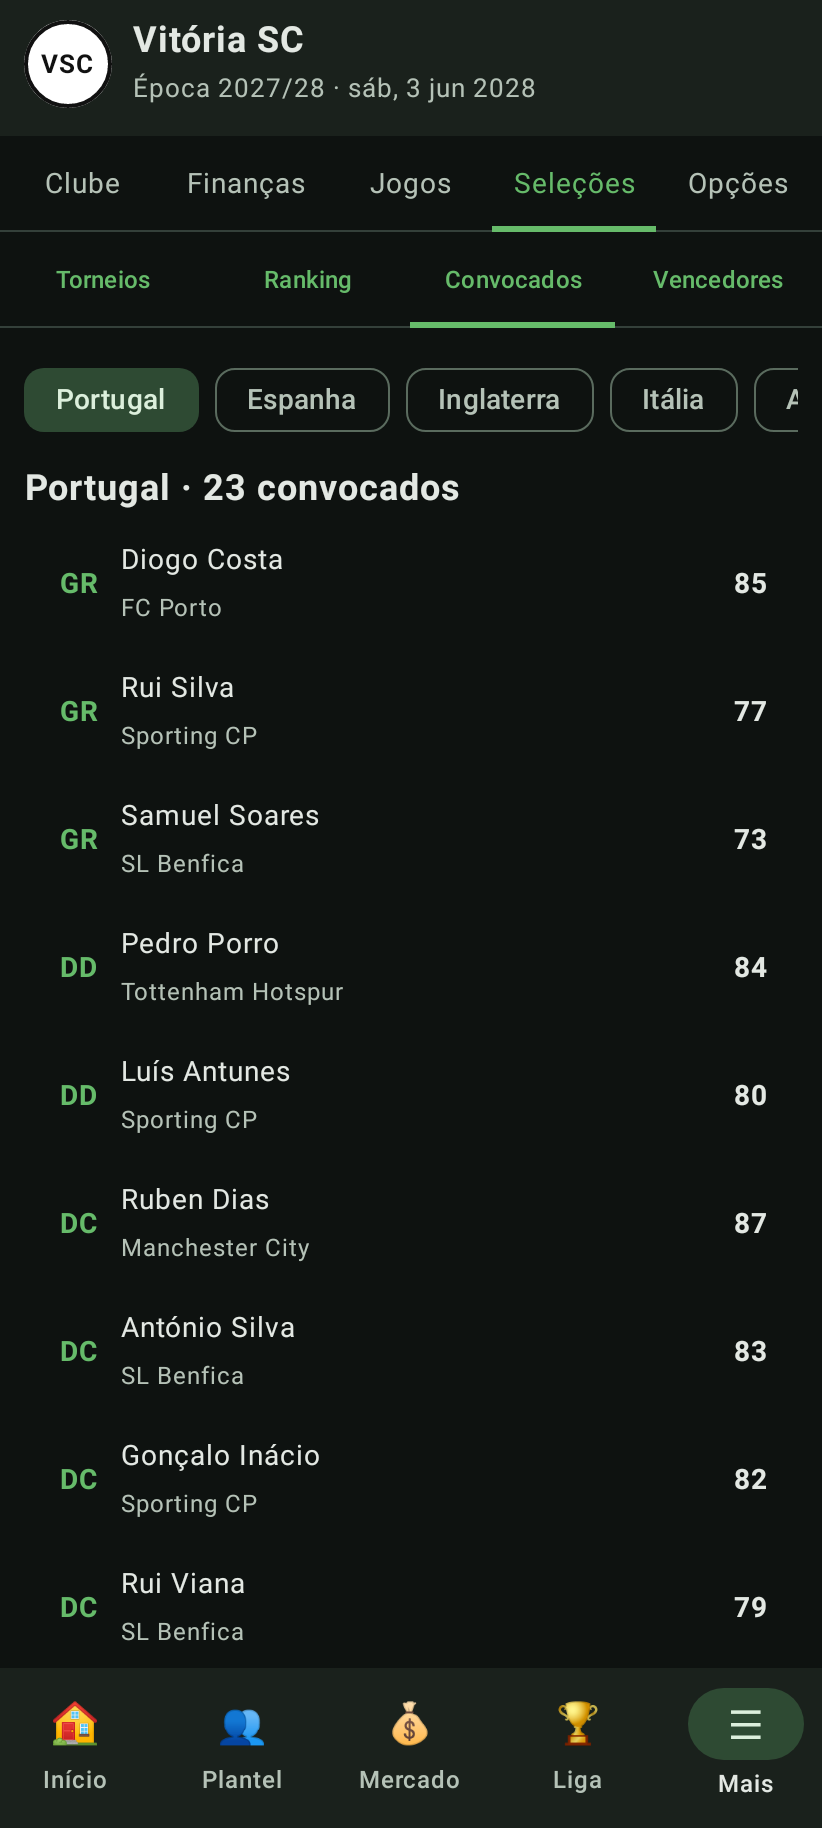 VSC
Vitória SC
Época 2027/28 · sáb, 3 jun 2028
Clube Finanças Jogos Seleções Opções
Torneios Ranking Convocados Vencedores
Portugal Espanha Inglaterra Itália
Portugal · 23 convocados
GR Diogo Costa 85
FC Porto
GR Rui Silva 77
Sporting CP
GR Samuel Soares 73
SL Benfica
DD Pedro Porro 84
Tottenham Hotspur
DD Luís Antunes 80
Sporting CP
DC Ruben Dias 87
Manchester City
DC António Silva 83
SL Benfica
DC Gonçalo Inácio 82
Sporting CP
DC Rui Viana 79
SL Benfica
Início Plantel Mercado Liga Mais